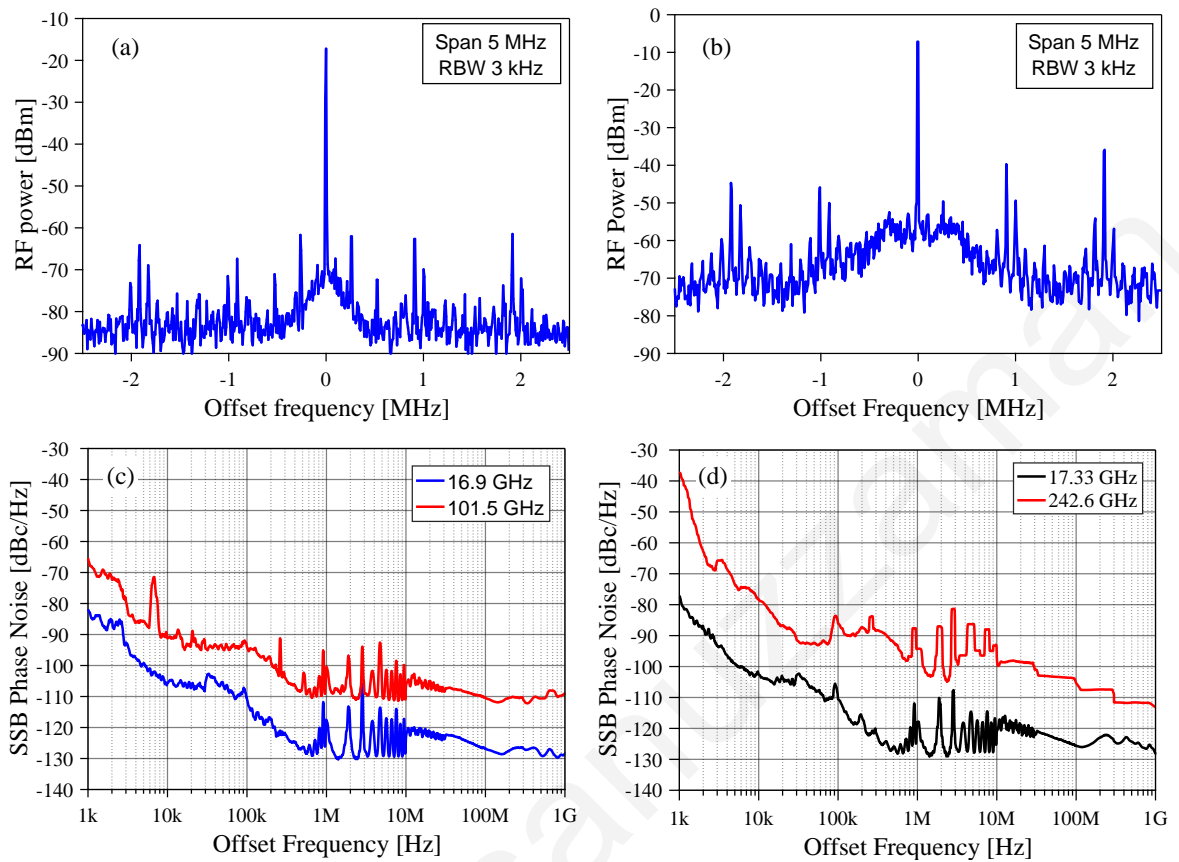 (a)
Span 5 MHz
RBW 3 kHz
RF power [dBm]
-10
-20
-30
-40
-50
-60
-70
-80
-90
-2 -1 0 1 2
Offset frequency [MHz]
(b)
Span 5 MHz
RBW 3 kHz
RF Power [dBm]
0
-10
-20
-30
-40
-50
-60
-70
-80
-90
-2 -1 0 1 2
Offset Frequency [MHz]
(c)
16.9 GHz
101.5 GHz
SSB Phase Noise [dBc/Hz]
-30
-40
-50
-60
-70
-80
-90
-100
-110
-120
-130
-140
1k 10k 100k 1M 10M 100M 1G
Offset Frequency [Hz]
(d)
17.33 GHz
242.6 GHz
SSB Phase Noise [dBc/Hz]
-30
-40
-50
-60
-70
-80
-90
-100
-110
-120
-130
-140
1k 10k 100k 1M 10M 100M 1G
Offset Frequency [Hz]